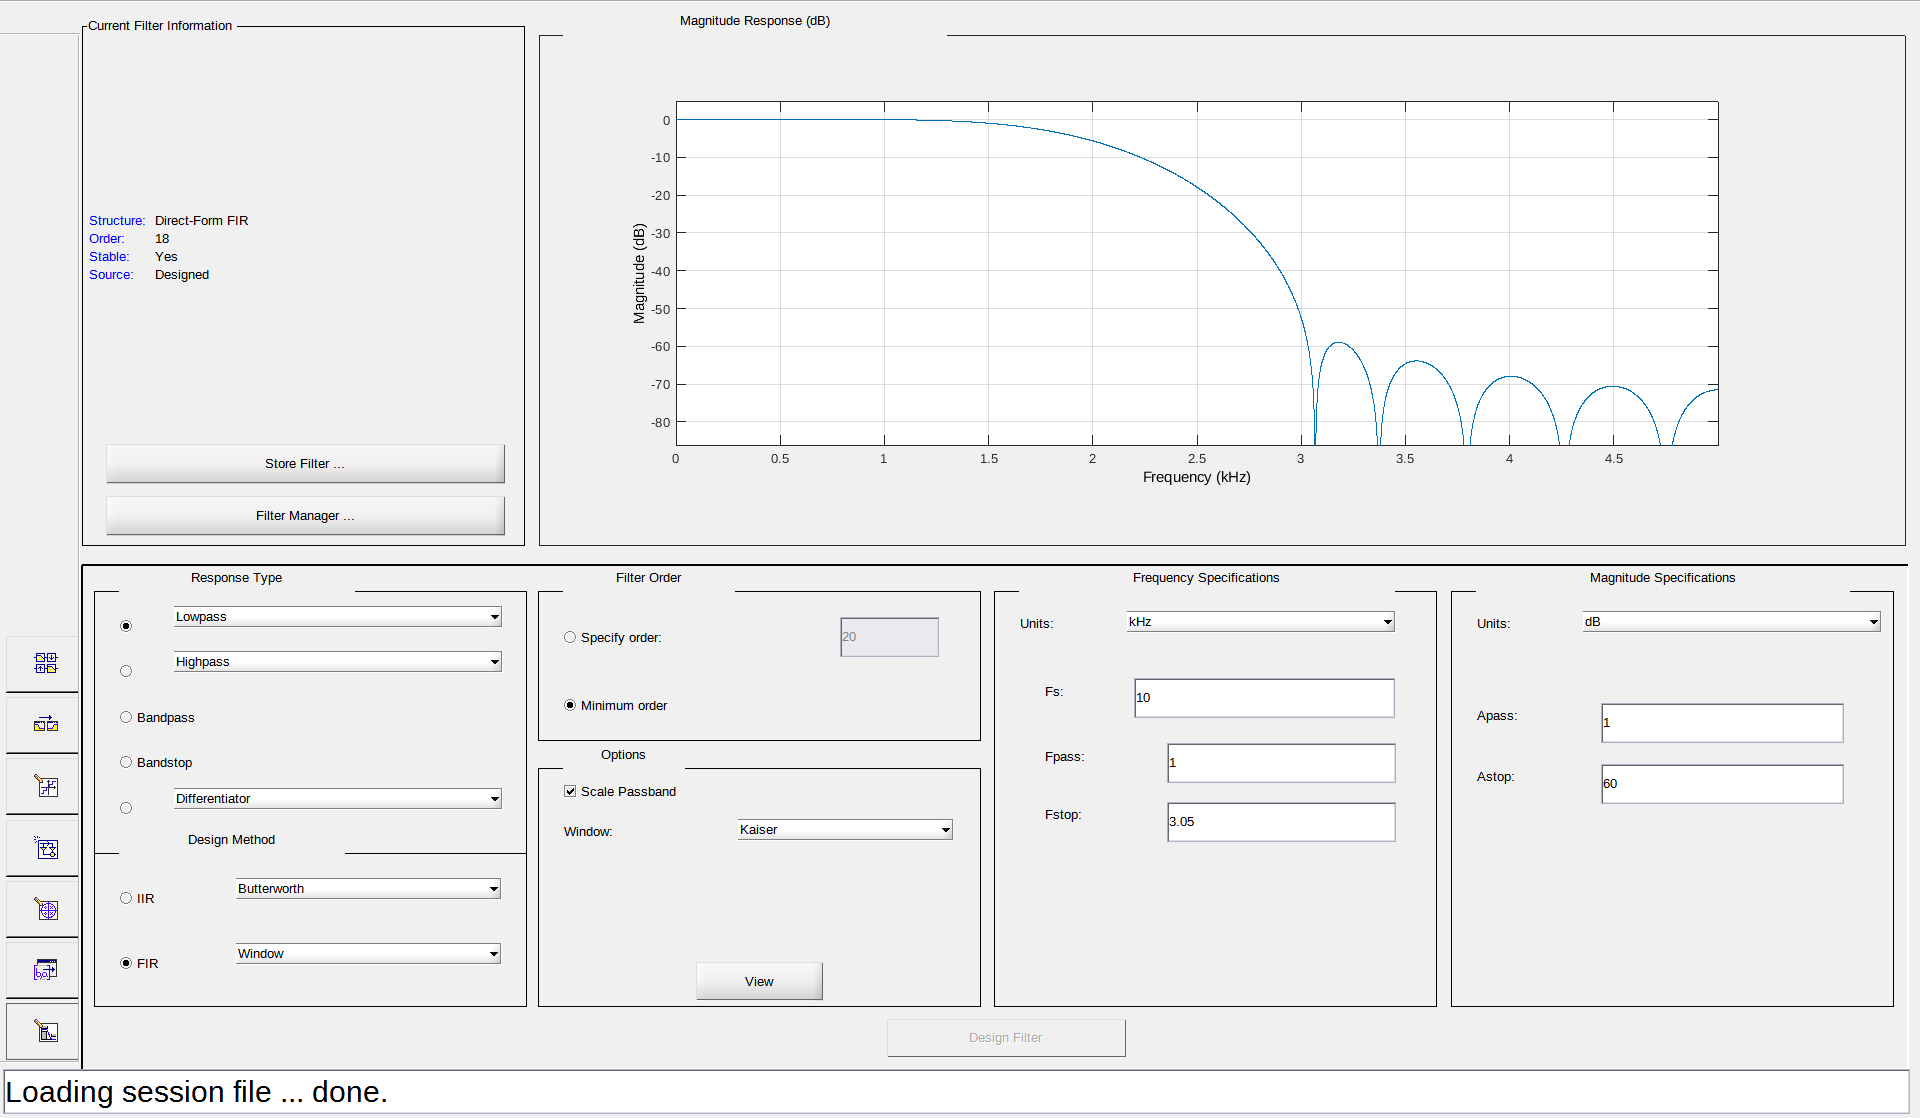 Current Filter Information
Structure: Direct-Form FIR
Order: 18
Stable: Yes
Source: Designed
Store Filter ...
Filter Manager ...
Magnitude Response (dB)
0
-10
-20
-30
-40
-50
-60
-70
-80
Magnitude (dB)
0 0.5 1 1.5 2 2.5 3 3.5 4 4.5
Frequency (kHz)
Response Type
Lowpass
Highpass
Bandpass
Bandstop
Differentiator
Design Method
IIR Butterworth
FIR Window
Filter Order
Specify order: 20
Minimum order
Options
Scale Passband
Window: Kaiser
View
Frequency Specifications
Units: kHz
Fs: 10
Fpass: 1
Fstop: 3.05
Magnitude Specifications
Units: dB
Apass: 1
Astop: 60
Design Filter
Loading session file ... done.